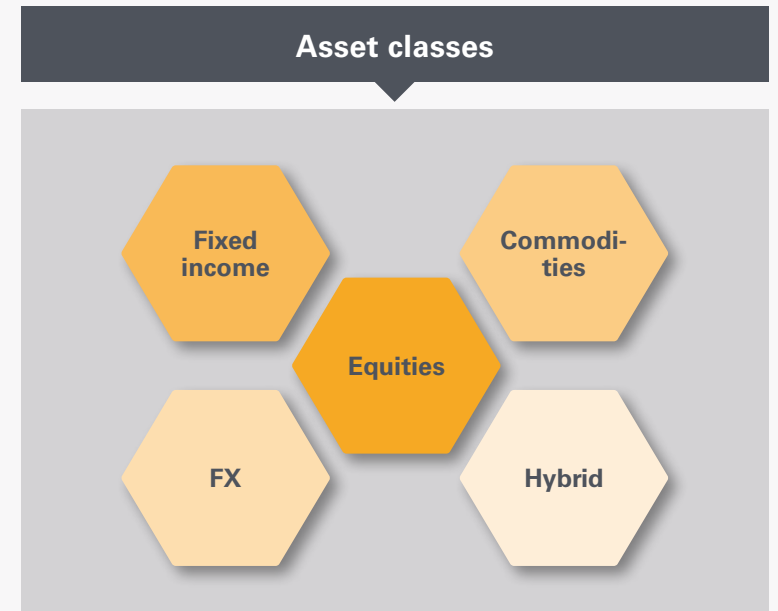 Asset classes
Fixed
income
Commodi-
ties
Equities
FX
Hybrid